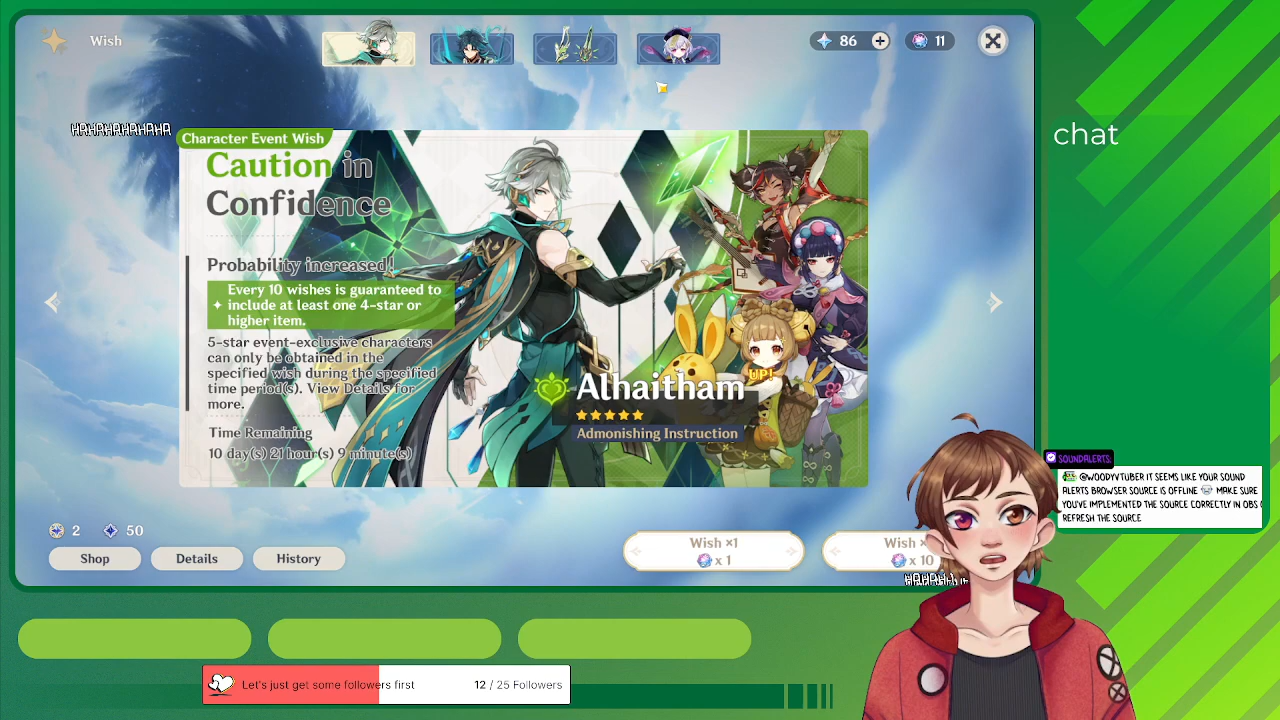 Wish
86
11
chat
HAHAHAHAHAHA
Character Event Wish
Caution in
Confidence
Probability increased!
Every 10 wishes is guaranteed to
include at least one 4-star or
higher item.
5-star event-exclusive characters
can only be obtained in the
specified wish during the specified
time period(s). View Details for
more.
Time Remaining
10 day(s) 21 hour(s) 9 minute(s)
UP!
Alhaitham
Admonishing Instruction
SOUNDALERTS:
@WOODYVTUBER IT SEEMS LIKE YOUR SOUND
ALERTS BROWSER SOURCE IS OFFLINE MAKE SURE
YOU'VE IMPLEMENTED THE SOURCE CORRECTLY IN OBS
REFRESH THE SOURCE
2
50
Shop
Details
History
Wish ×1
x 1
Wish ×
x 10
Let's just get some followers first
12 / 25 Followers